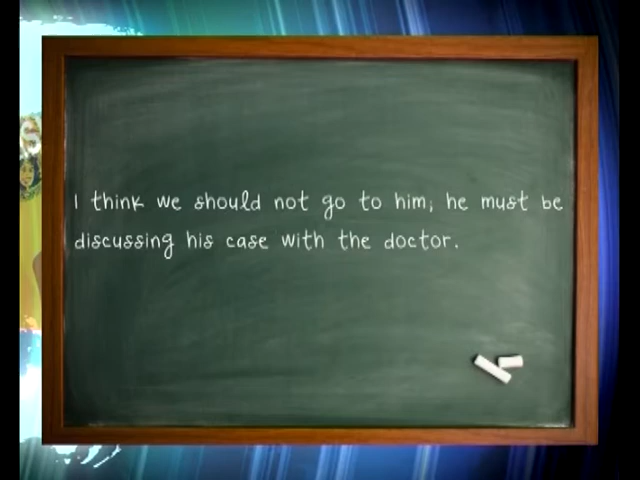 I think we should not go to him; he must be
discussing his case with the doctor.